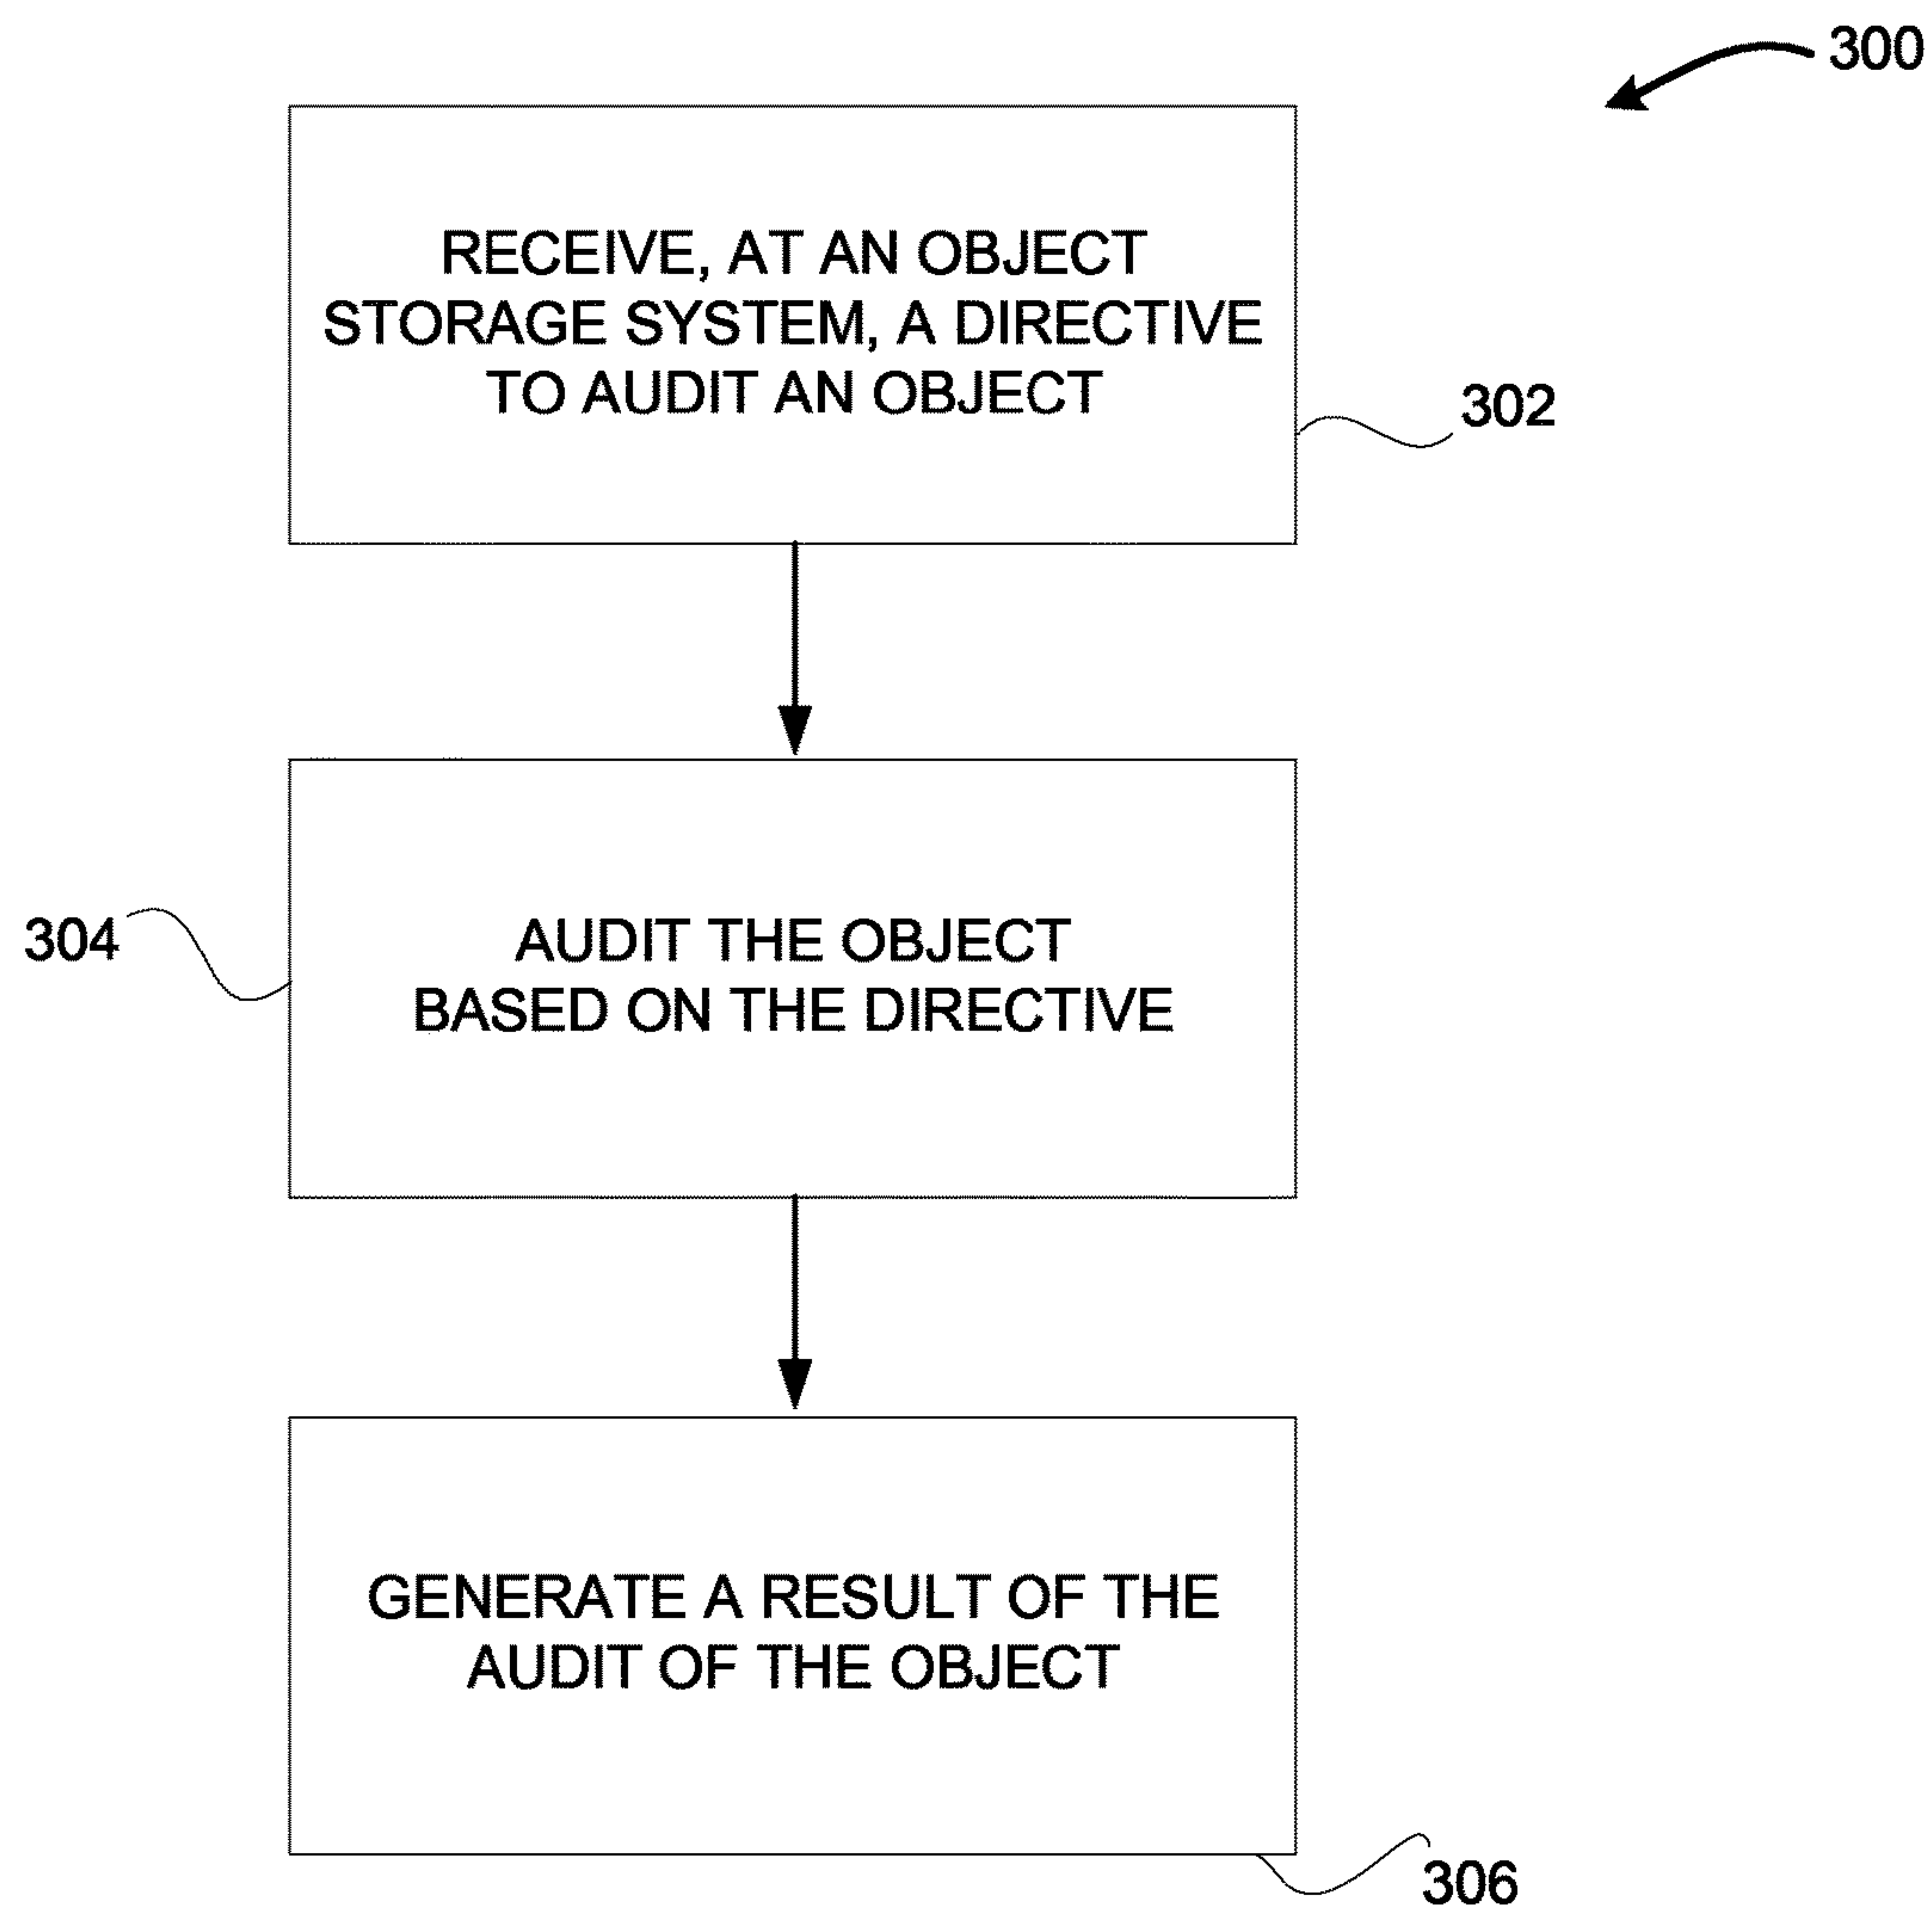 300
RECEIVE, AT AN OBJECT
STORAGE SYSTEM, A DIRECTIVE
TO AUDIT AN OBJECT
302
304
AUDIT THE OBJECT
BASED ON THE DIRECTIVE
GENERATE A RESULT OF THE
AUDIT OF THE OBJECT
306